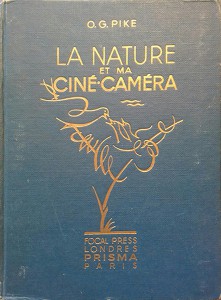 O.G. PIKE
LA NATURE
ET MA
CINÉ-CAMÉRA
FOCAL PRESS
LONDRES
PRISMA
PARIS